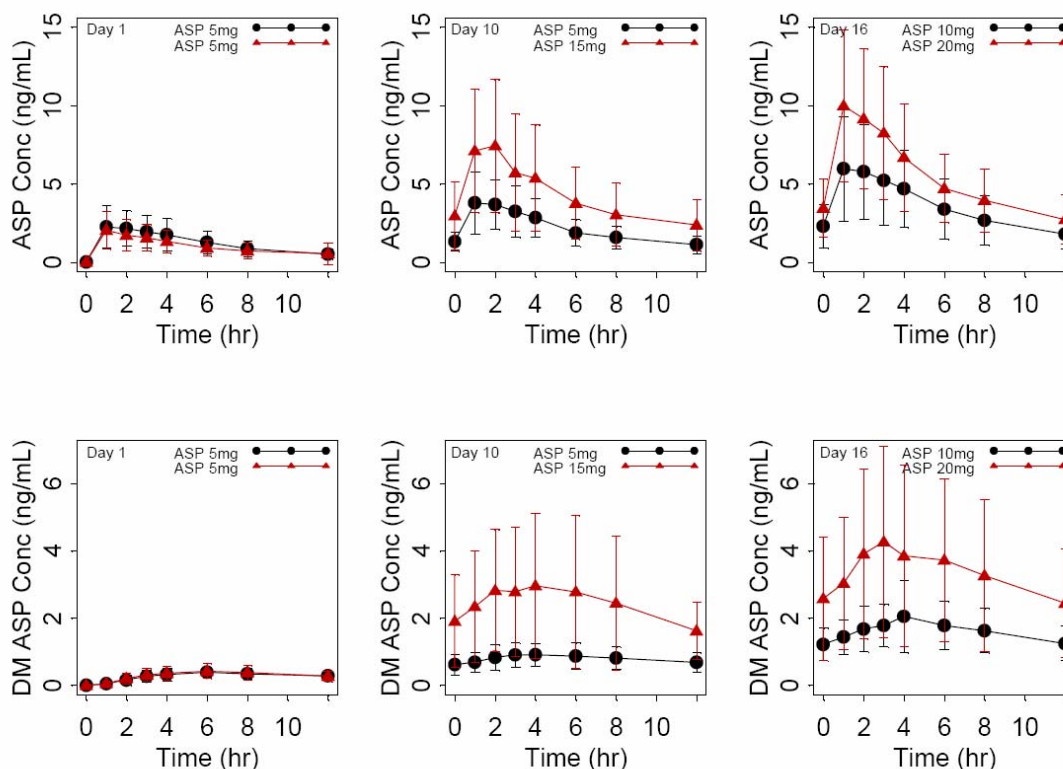 Day 1
ASP 5mg
ASP 5mg
ASP Conc (ng/mL)
15
10
5
0
0 2 4 6 8 10
Time (hr)
Day 10
ASP 5mg
ASP 15mg
ASP Conc (ng/mL)
15
10
5
0
0 2 4 6 8 10
Time (hr)
Day 16
ASP 10mg
ASP 20mg
ASP Conc (ng/mL)
15
10
5
0
0 2 4 6 8 10
Time (hr)
Day 1
ASP 5mg
ASP 5mg
DM ASP Conc (ng/mL)
6
4
2
0
0 2 4 6 8 10
Time (hr)
Day 10
ASP 5mg
ASP 15mg
DM ASP Conc (ng/mL)
6
4
2
0
0 2 4 6 8 10
Time (hr)
Day 16
ASP 10mg
ASP 20mg
DM ASP Conc (ng/mL)
6
4
2
0
0 2 4 6 8 10
Time (hr)